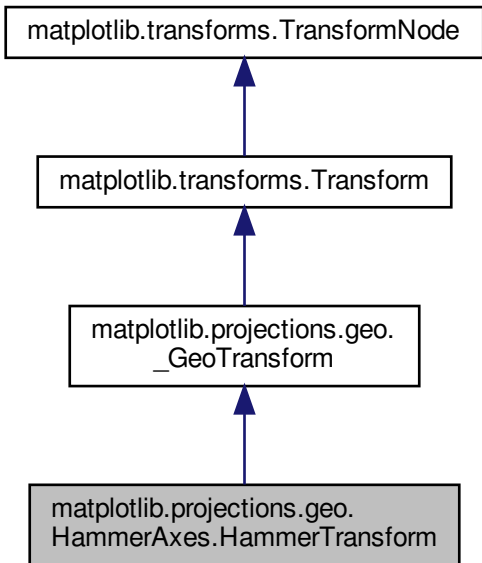 matplotlib.transforms.TransformNode
matplotlib.transforms.Transform
matplotlib.projections.geo.
_GeoTransform
matplotlib.projections.geo.
HammerAxes.HammerTransform